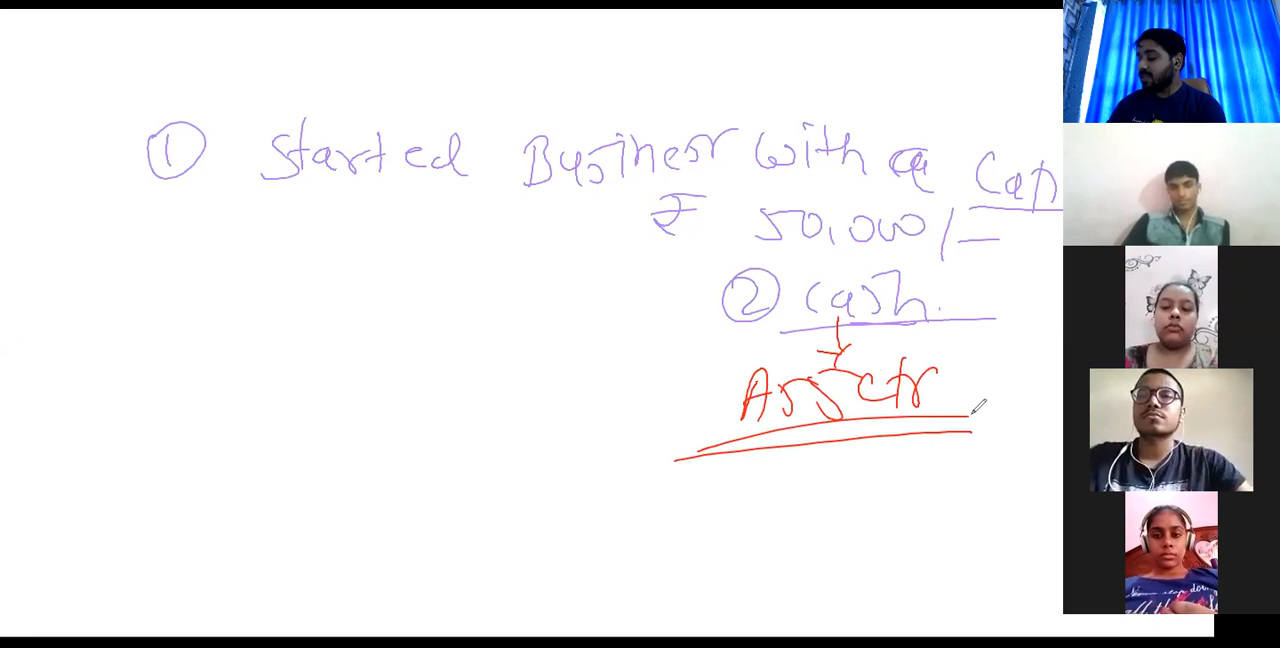 ① Started Business with a Cap
₹ 50,000/-
② Cash.
Assets